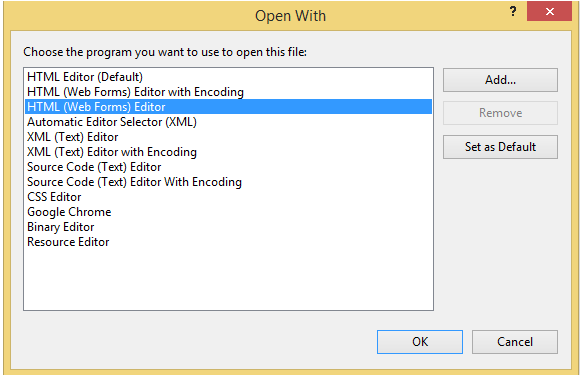 Open With
?
Choose the program you want to use to open this file:
HTML Editor (Default)
HTML (Web Forms) Editor with Encoding
HTML (Web Forms) Editor
Automatic Editor Selector (XML)
XML (Text) Editor
XML (Text) Editor with Encoding
Source Code (Text) Editor
Source Code (Text) Editor With Encoding
CSS Editor
Google Chrome
Binary Editor
Resource Editor
Add...
Remove
Set as Default
OK
Cancel